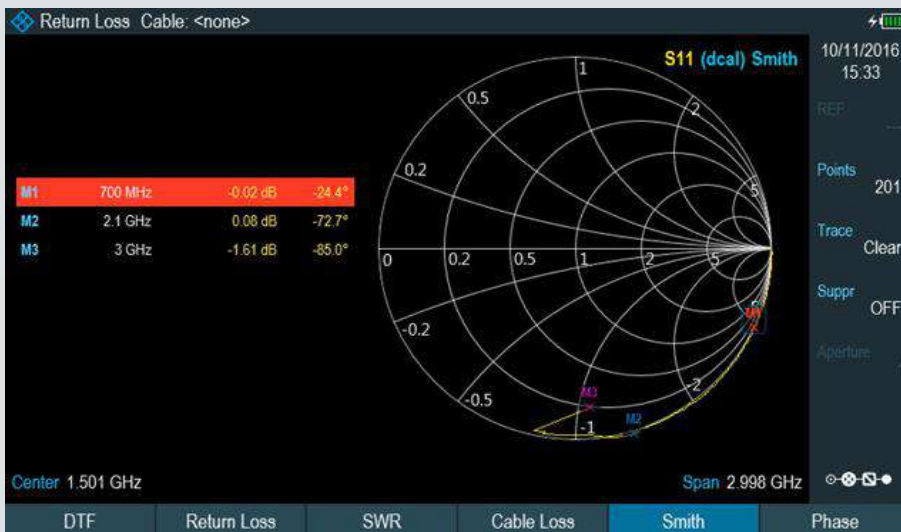 Return Loss Cable: <none>
10/11/2016
15:33
S11 (dcal) Smith
REF
---
Points
201
Trace
Clear
Suppr
OFF
Aperture
M1 700 MHz -0.02 dB -24.4°
M2 2.1 GHz 0.08 dB -72.7°
M3 3 GHz -1.61 dB -85.0°
1
0.5
2
0.2
5
0 0.2 0.5 1 2 5
-0.2
M1
-0.5
-2
M3
M2
-1
Center 1.501 GHz
Span 2.998 GHz
DTF Return Loss SWR Cable Loss Smith Phase